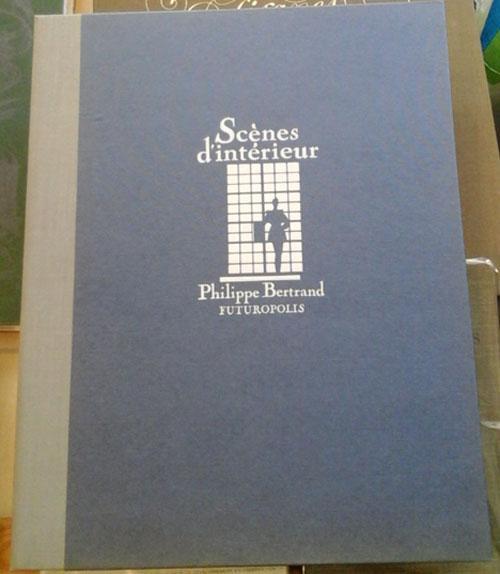 Scènes
d'intérieur
Philippe Bertrand
FUTUROPOLIS